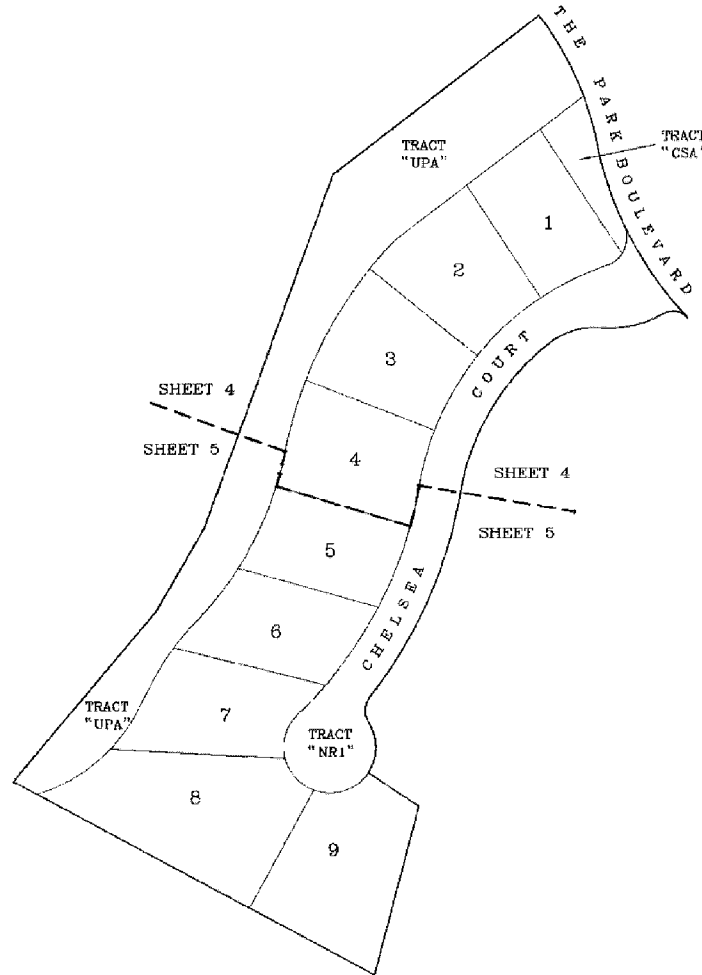 THE PARK BOULEVARD
TRACT
"UPA"
TRACT
"CSA"
1
2
3
COURT
SHEET 4
SHEET 5
4
SHEET 4
SHEET 5
5
CHELSEA
6
7
TRACT
"UPA"
TRACT
"NR1"
8
9